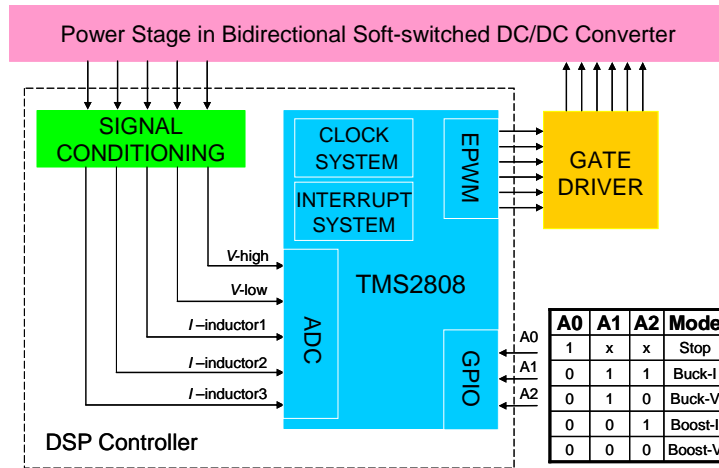 Power Stage in Bidirectional Soft-switched DC/DC Converter
SIGNAL
CONDITIONING
CLOCK
SYSTEM
INTERRUPT
SYSTEM
EPWM
GATE
DRIVER
TMS2808
ADC
GPIO
V-high
V-low
I –inductor1
I –inductor2
I –inductor3
A0
A1
A2
DSP Controller
A0 A1 A2 Mode
1 x x Stop
0 1 1 Buck-I
0 1 0 Buck-V
0 0 1 Boost-I
0 0 0 Boost-V